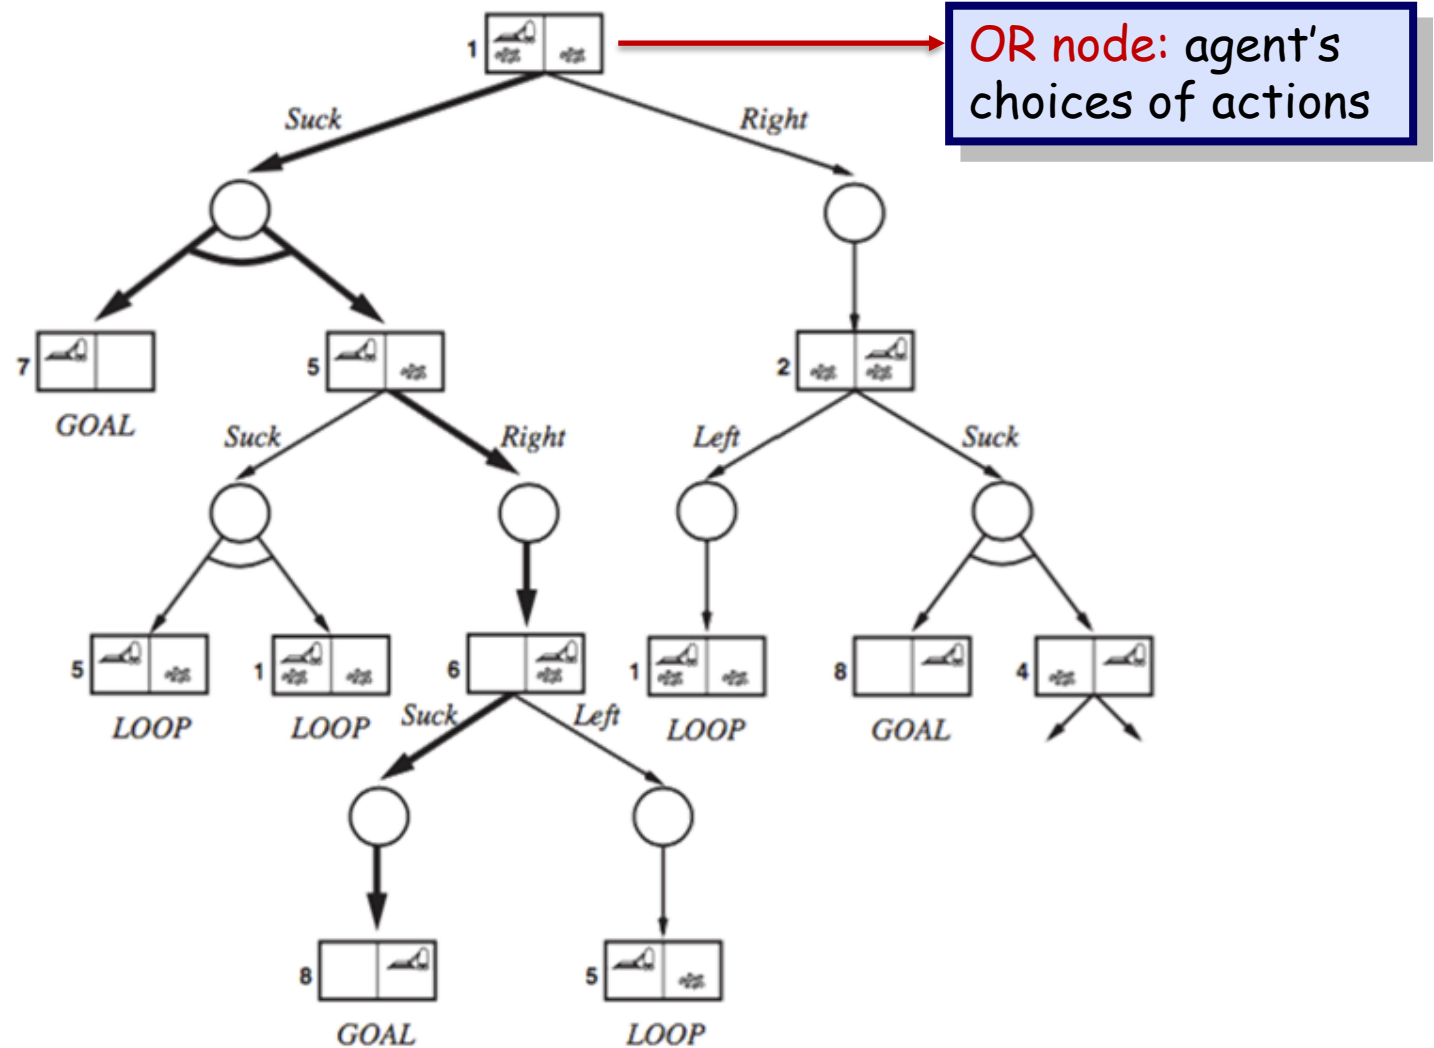 OR node: agent's
choices of actions
1
Suck
Right
7
5
2
GOAL
Suck
Right
Left
Suck
5
1
6
1
8
4
LOOP
LOOP
Suck
Left
LOOP
GOAL
8
5
GOAL
LOOP